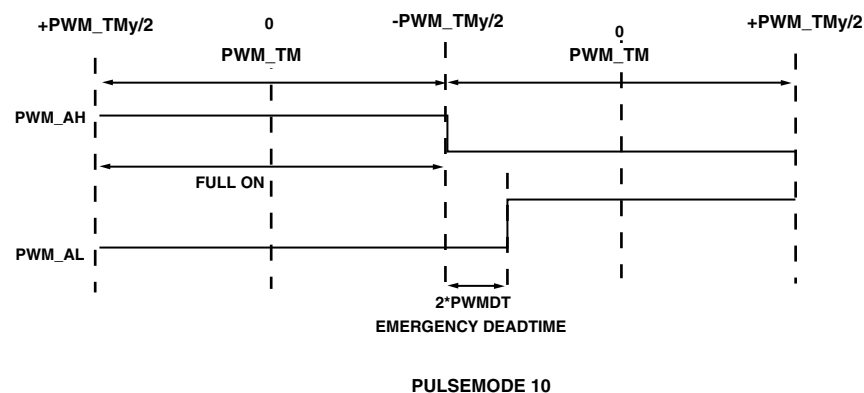 +PWM_TMy/2 0 -PWM_TMy/2 0 +PWM_TMy/2
PWM_TM PWM_TM
PWM_AH
FULL ON
PWM_AL
2*PWMDT
EMERGENCY DEADTIME
PULSEMODE 10